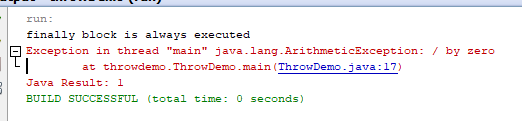 run:
finally block is always executed
Exception in thread "main" java.lang.ArithmeticException: / by zero
at throwdemo.ThrowDemo.main(ThrowDemo.java:17)
Java Result: 1
BUILD SUCCESSFUL (total time: 0 seconds)